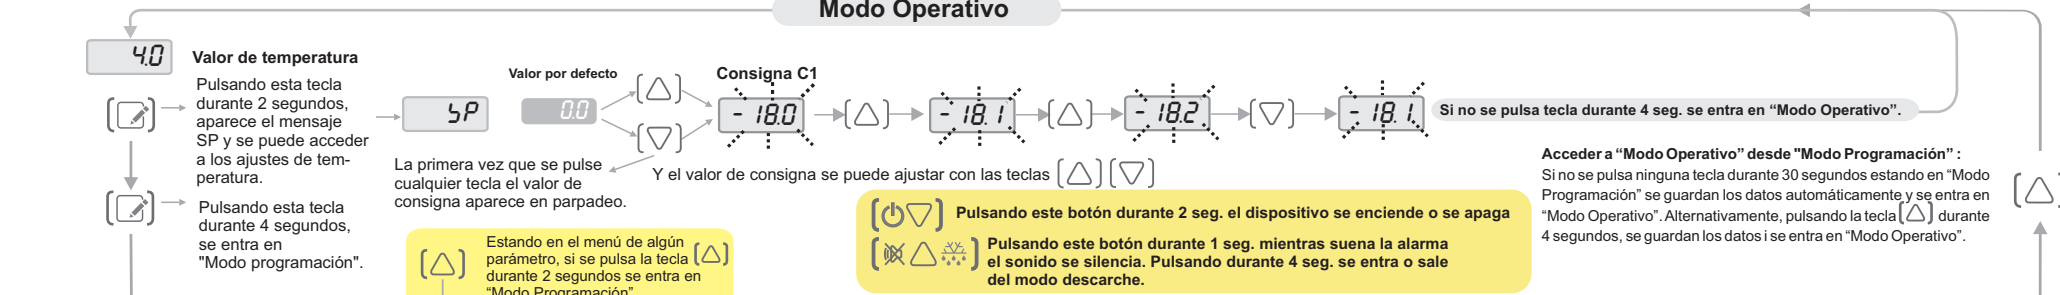 Modo Operativo
4.0
Valor de temperatura
Pulsando esta tecla
durante 2 segundos,
aparece el mensaje
SP y se puede acceder
a los ajustes de tem-
peratura.
Pulsando esta tecla
durante 4 segundos,
se entra en
"Modo programación".
SP
Valor por defecto
0.0
La primera vez que se pulse
cualquier tecla el valor de
consigna aparece en parpadeo.
Consigna C1
- 18.0
- 18.1
- 18.2
- 18.1
Si no se pulsa tecla durante 4 seg. se entra en “Modo Operativo”.
Y el valor de consigna se puede ajustar con las teclas
Estando en el menú de algún
parámetro, si se pulsa la tecla
durante 2 segundos se entra en
“Modo Programación”
Pulsando este botón durante 2 seg. el dispositivo se enciende o se apaga
Pulsando este botón durante 1 seg. mientras suena la alarma
el sonido se silencia. Pulsando durante 4 seg. se entra o sale
del modo descarche.
Acceder a “Modo Operativo” desde "Modo Programación" :
Si no se pulsa ninguna tecla durante 30 segundos estando en “Modo
Programación” se guardan los datos automáticamente y se entra en
“Modo Operativo”. Alternativamente, pulsando la tecla durante
4 segundos, se guardan los datos i se entra en “Modo Operativo”.